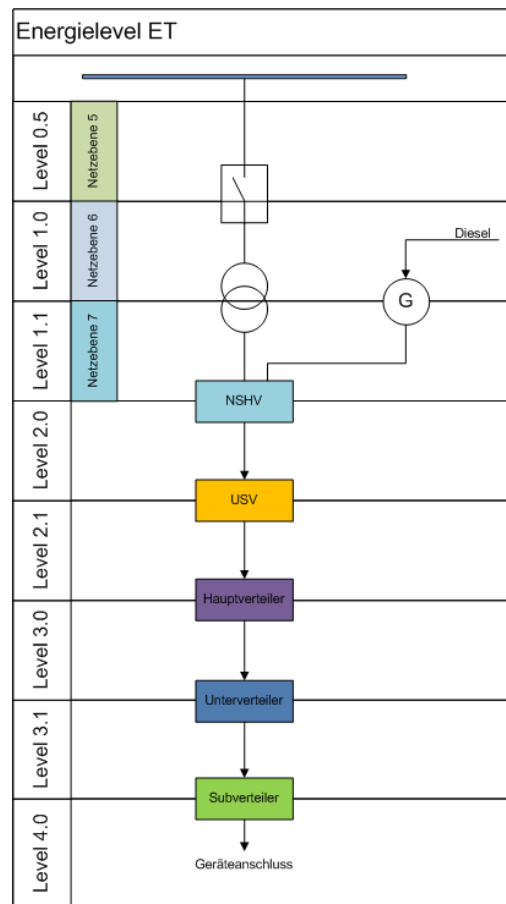 Energielevel ET
Level 0.5
Netzebene 5
Level 1.0
Netzebene 6
Diesel
G
Level 1.1
Netzebene 7
NSHV
Level 2.0
USV
Level 2.1
Hauptverteiler
Level 3.0
Unterverteiler
Level 3.1
Subverteiler
Level 4.0
Geräteanschluss